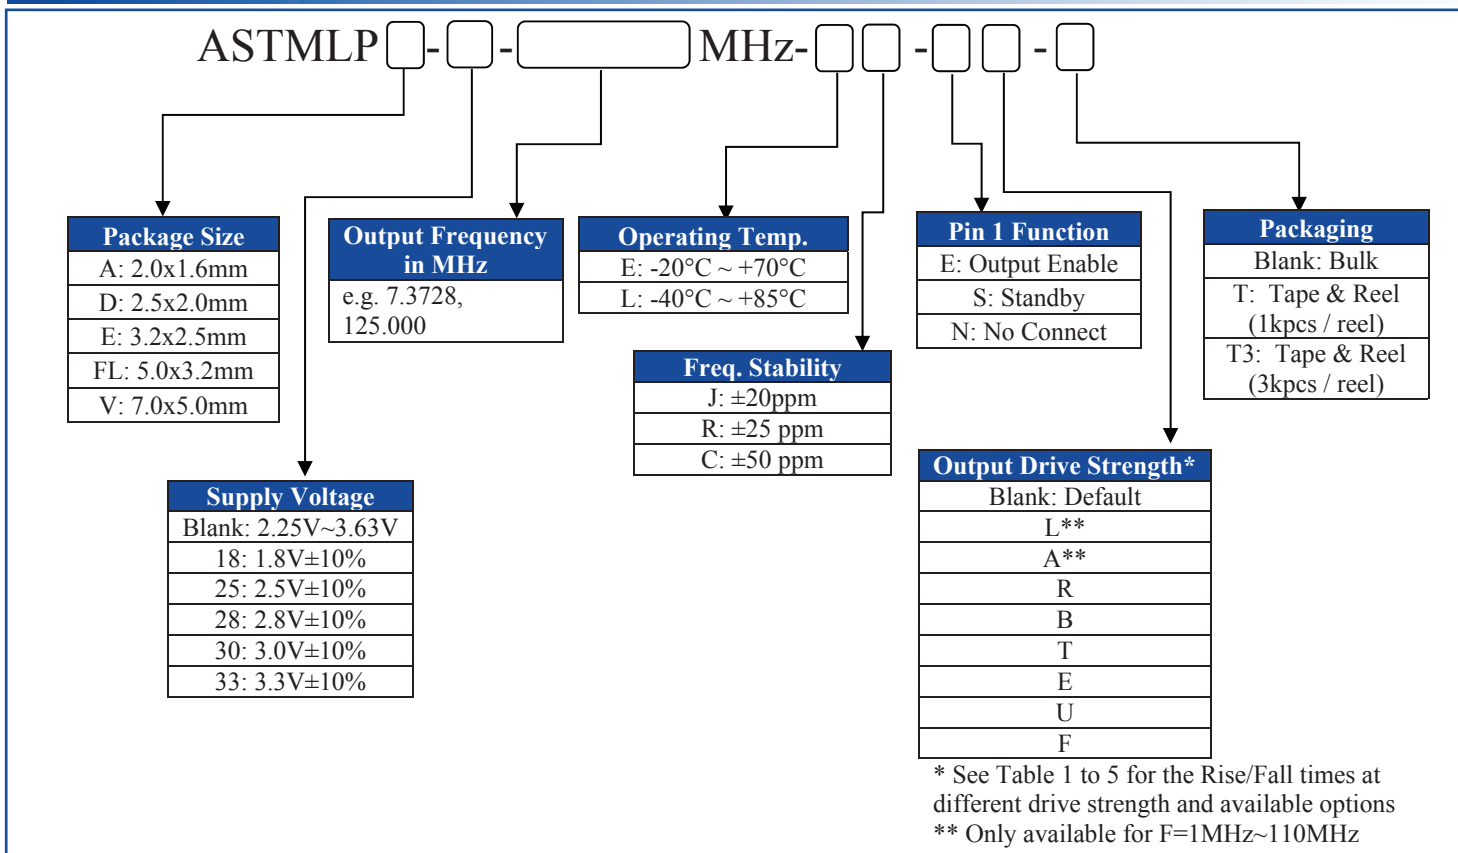 ASTMLP - - MHz- - -
Package Size
A: 2.0x1.6mm
D: 2.5x2.0mm
E: 3.2x2.5mm
FL: 5.0x3.2mm
V: 7.0x5.0mm
Supply Voltage
Blank: 2.25V~3.63V
18: 1.8V±10%
25: 2.5V±10%
28: 2.8V±10%
30: 3.0V±10%
33: 3.3V±10%
Output Frequency
in MHz
e.g. 7.3728,
125.000
Operating Temp.
E: -20°C ~ +70°C
L: -40°C ~ +85°C
Freq. Stability
J: ±20ppm
R: ±25 ppm
C: ±50 ppm
Pin 1 Function
E: Output Enable
S: Standby
N: No Connect
Output Drive Strength*
Blank: Default
L**
A**
R
B
T
E
U
F
* See Table 1 to 5 for the Rise/Fall times at
different drive strength and available options
** Only available for F=1MHz~110MHz
Packaging
Blank: Bulk
T: Tape & Reel
(1kpcs / reel)
T3: Tape & Reel
(3kpcs / reel)